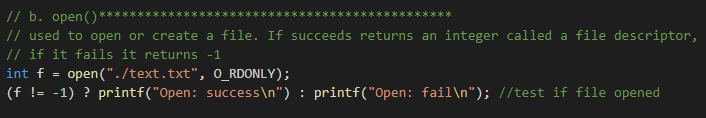 // b. open()**********************************************
// used to open or create a file. If succeeds returns an integer called a file descriptor,
// if it fails it returns -1
int f = open("./text.txt", O_RDONLY);
(f != -1) ? printf("Open: success\n") : printf("Open: fail\n"); //test if file opened